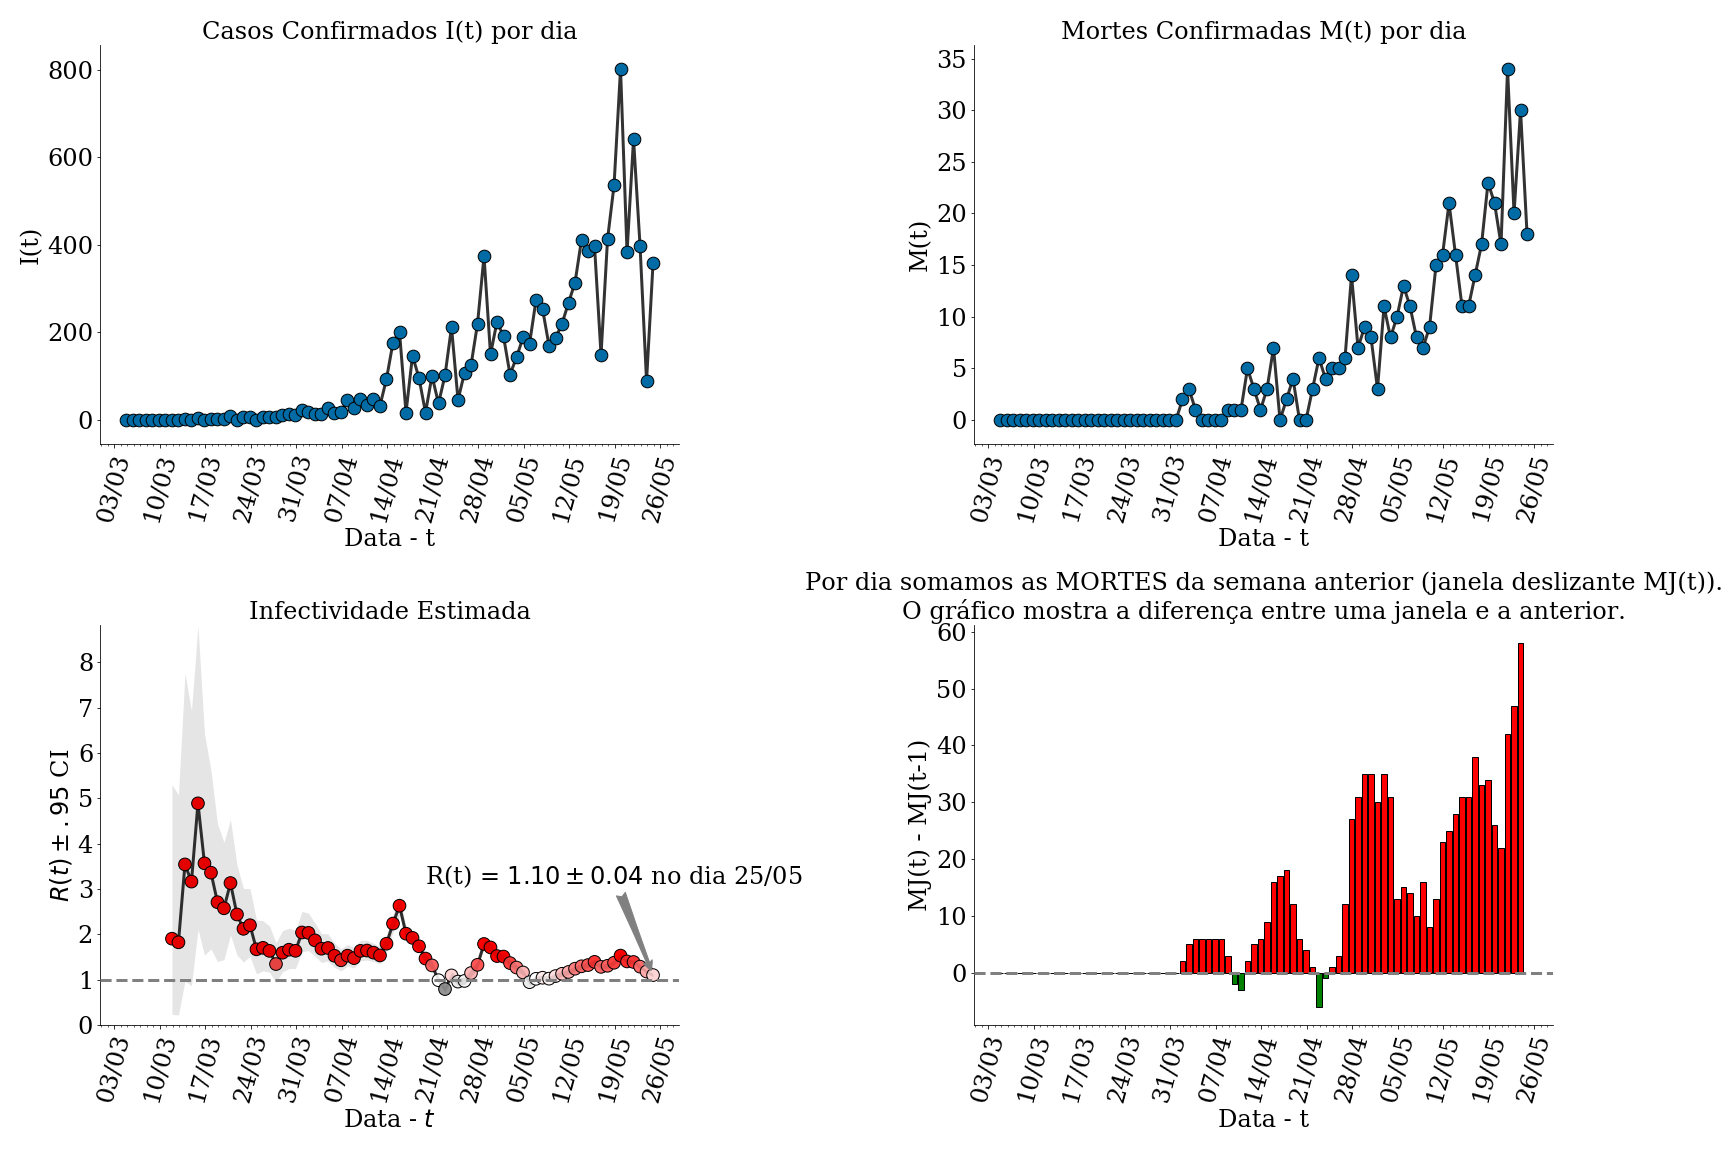 Casos Confirmados I(t) por dia
800
600
400
200
0
I(t)
03/03 10/03 17/03 24/03 31/03 07/04 14/04 21/04 28/04 05/05 12/05 19/05 26/05
Data - t
Mortes Confirmadas M(t) por dia
35
30
25
20
15
10
5
0
M(t)
03/03 10/03 17/03 24/03 31/03 07/04 14/04 21/04 28/04 05/05 12/05 19/05 26/05
Data - t
Infectividade Estimada
8
7
6
5
4
3
2
1
0
R(t) ± .95 CI
R(t) = 1.10 ± 0.04 no dia 25/05
03/03 10/03 17/03 24/03 31/03 07/04 14/04 21/04 28/04 05/05 12/05 19/05 26/05
Data - t
Por dia somamos as MORTES da semana anterior (janela deslizante MJ(t)).
O gráfico mostra a diferença entre uma janela e a anterior.
60
50
40
30
20
10
0
MJ(t) - MJ(t-1)
03/03 10/03 17/03 24/03 31/03 07/04 14/04 21/04 28/04 05/05 12/05 19/05 26/05
Data - t